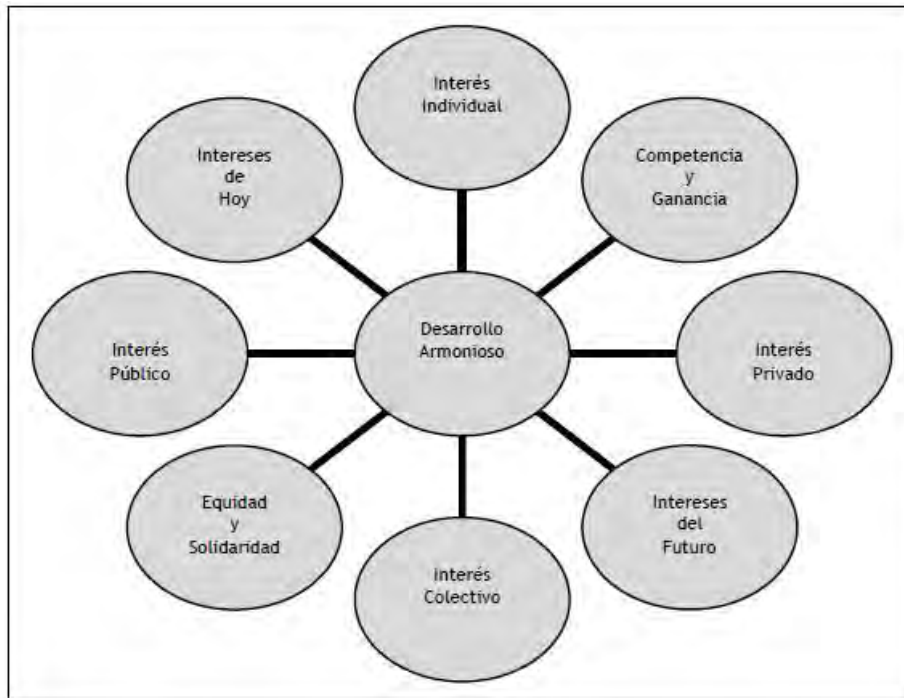 Interés
Individual
Intereses
de
Hoy
Competencia
y
Ganancia
Interés
Público
Desarrollo
Armonioso
Interés
Privado
Equidad
y
Solidaridad
Intereses
del
Futuro
Interés
Colectivo